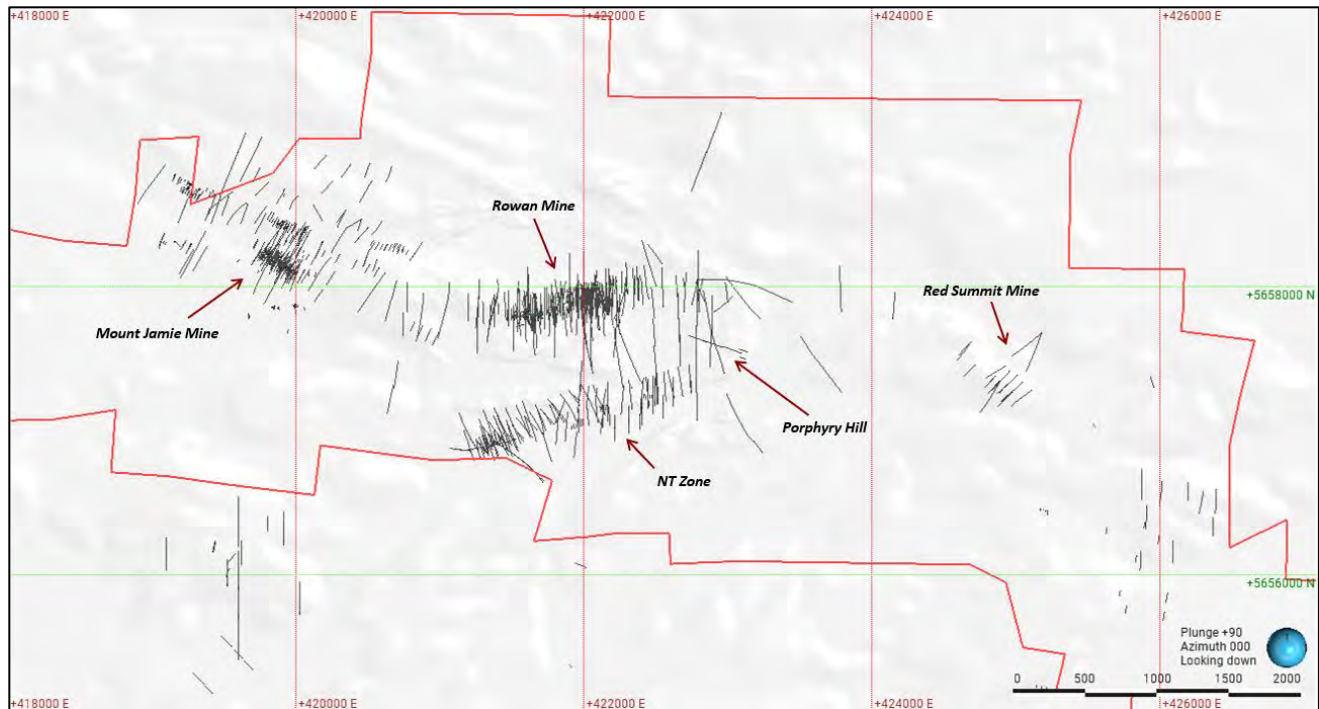 +418000 E
+420000 E
+422000 E
+424000 E
+426000 E
Rowan Mine
Red Summit Mine
+5658000 N
Mount Jamie Mine
Porphyry Hill
NT Zone
+5656000 N
Plunge +90
Azimuth 000
Looking down
0 500 1000 1500 2000
+418000 E
+420000 E
+422000 E
+424000 E
+426000 E